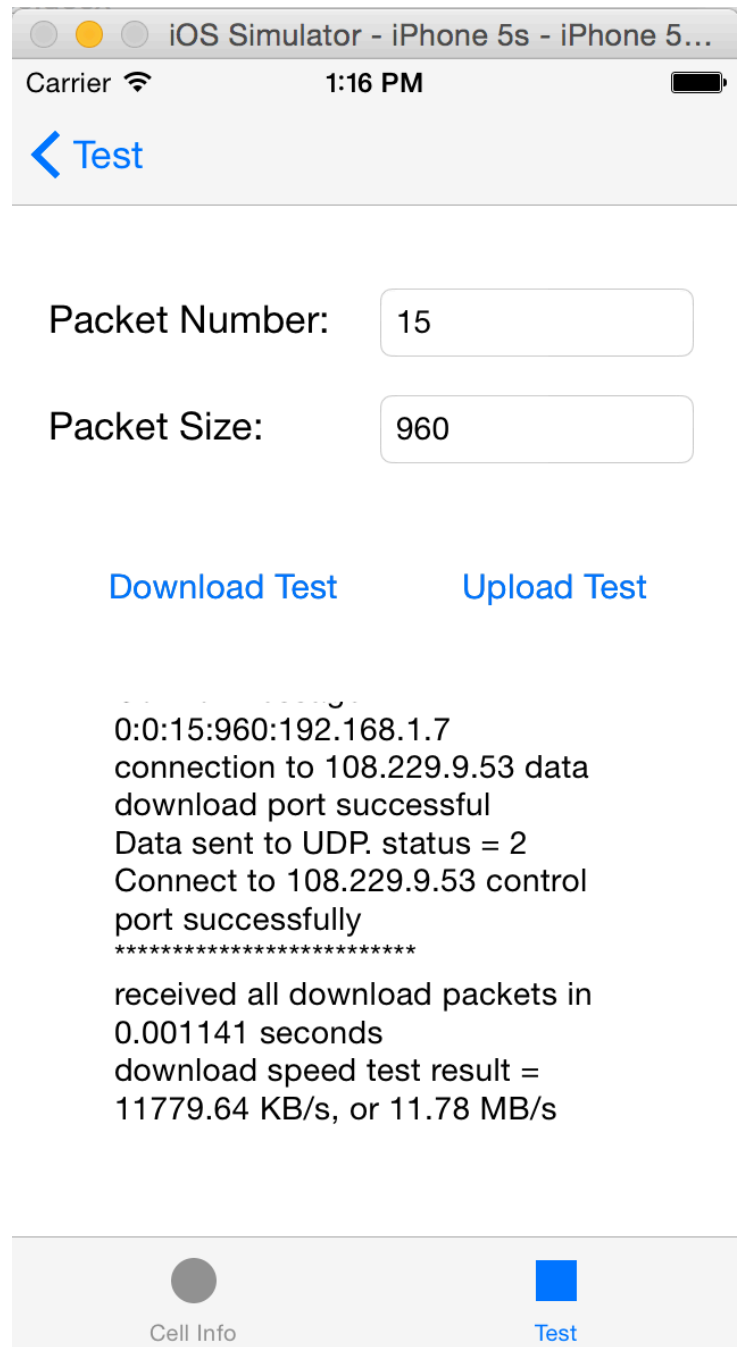 iOS Simulator - iPhone 5s - iPhone 5...
Carrier 1:16 PM
Test
Packet Number: 15
Packet Size: 960
Download Test Upload Test
0:0:15:960:192.168.1.7
connection to 108.229.9.53 data
download port successful
Data sent to UDP. status = 2
Connect to 108.229.9.53 control
port successfully
**************************
received all download packets in
0.001141 seconds
download speed test result =
11779.64 KB/s, or 11.78 MB/s
Cell Info Test